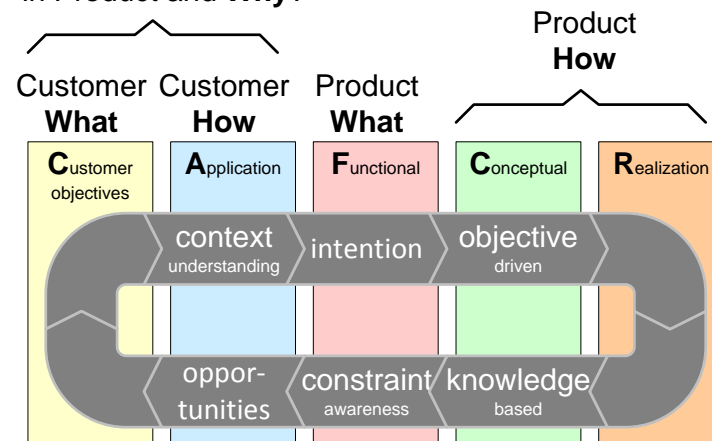 in Product and Why?
Product
How
Customer Customer Product
What How What
Customer objectives
Application
Functional
Conceptual
Realization
context
understanding
intention
objective
driven
oppor-
tunities
constraint
awareness
knowledge
based